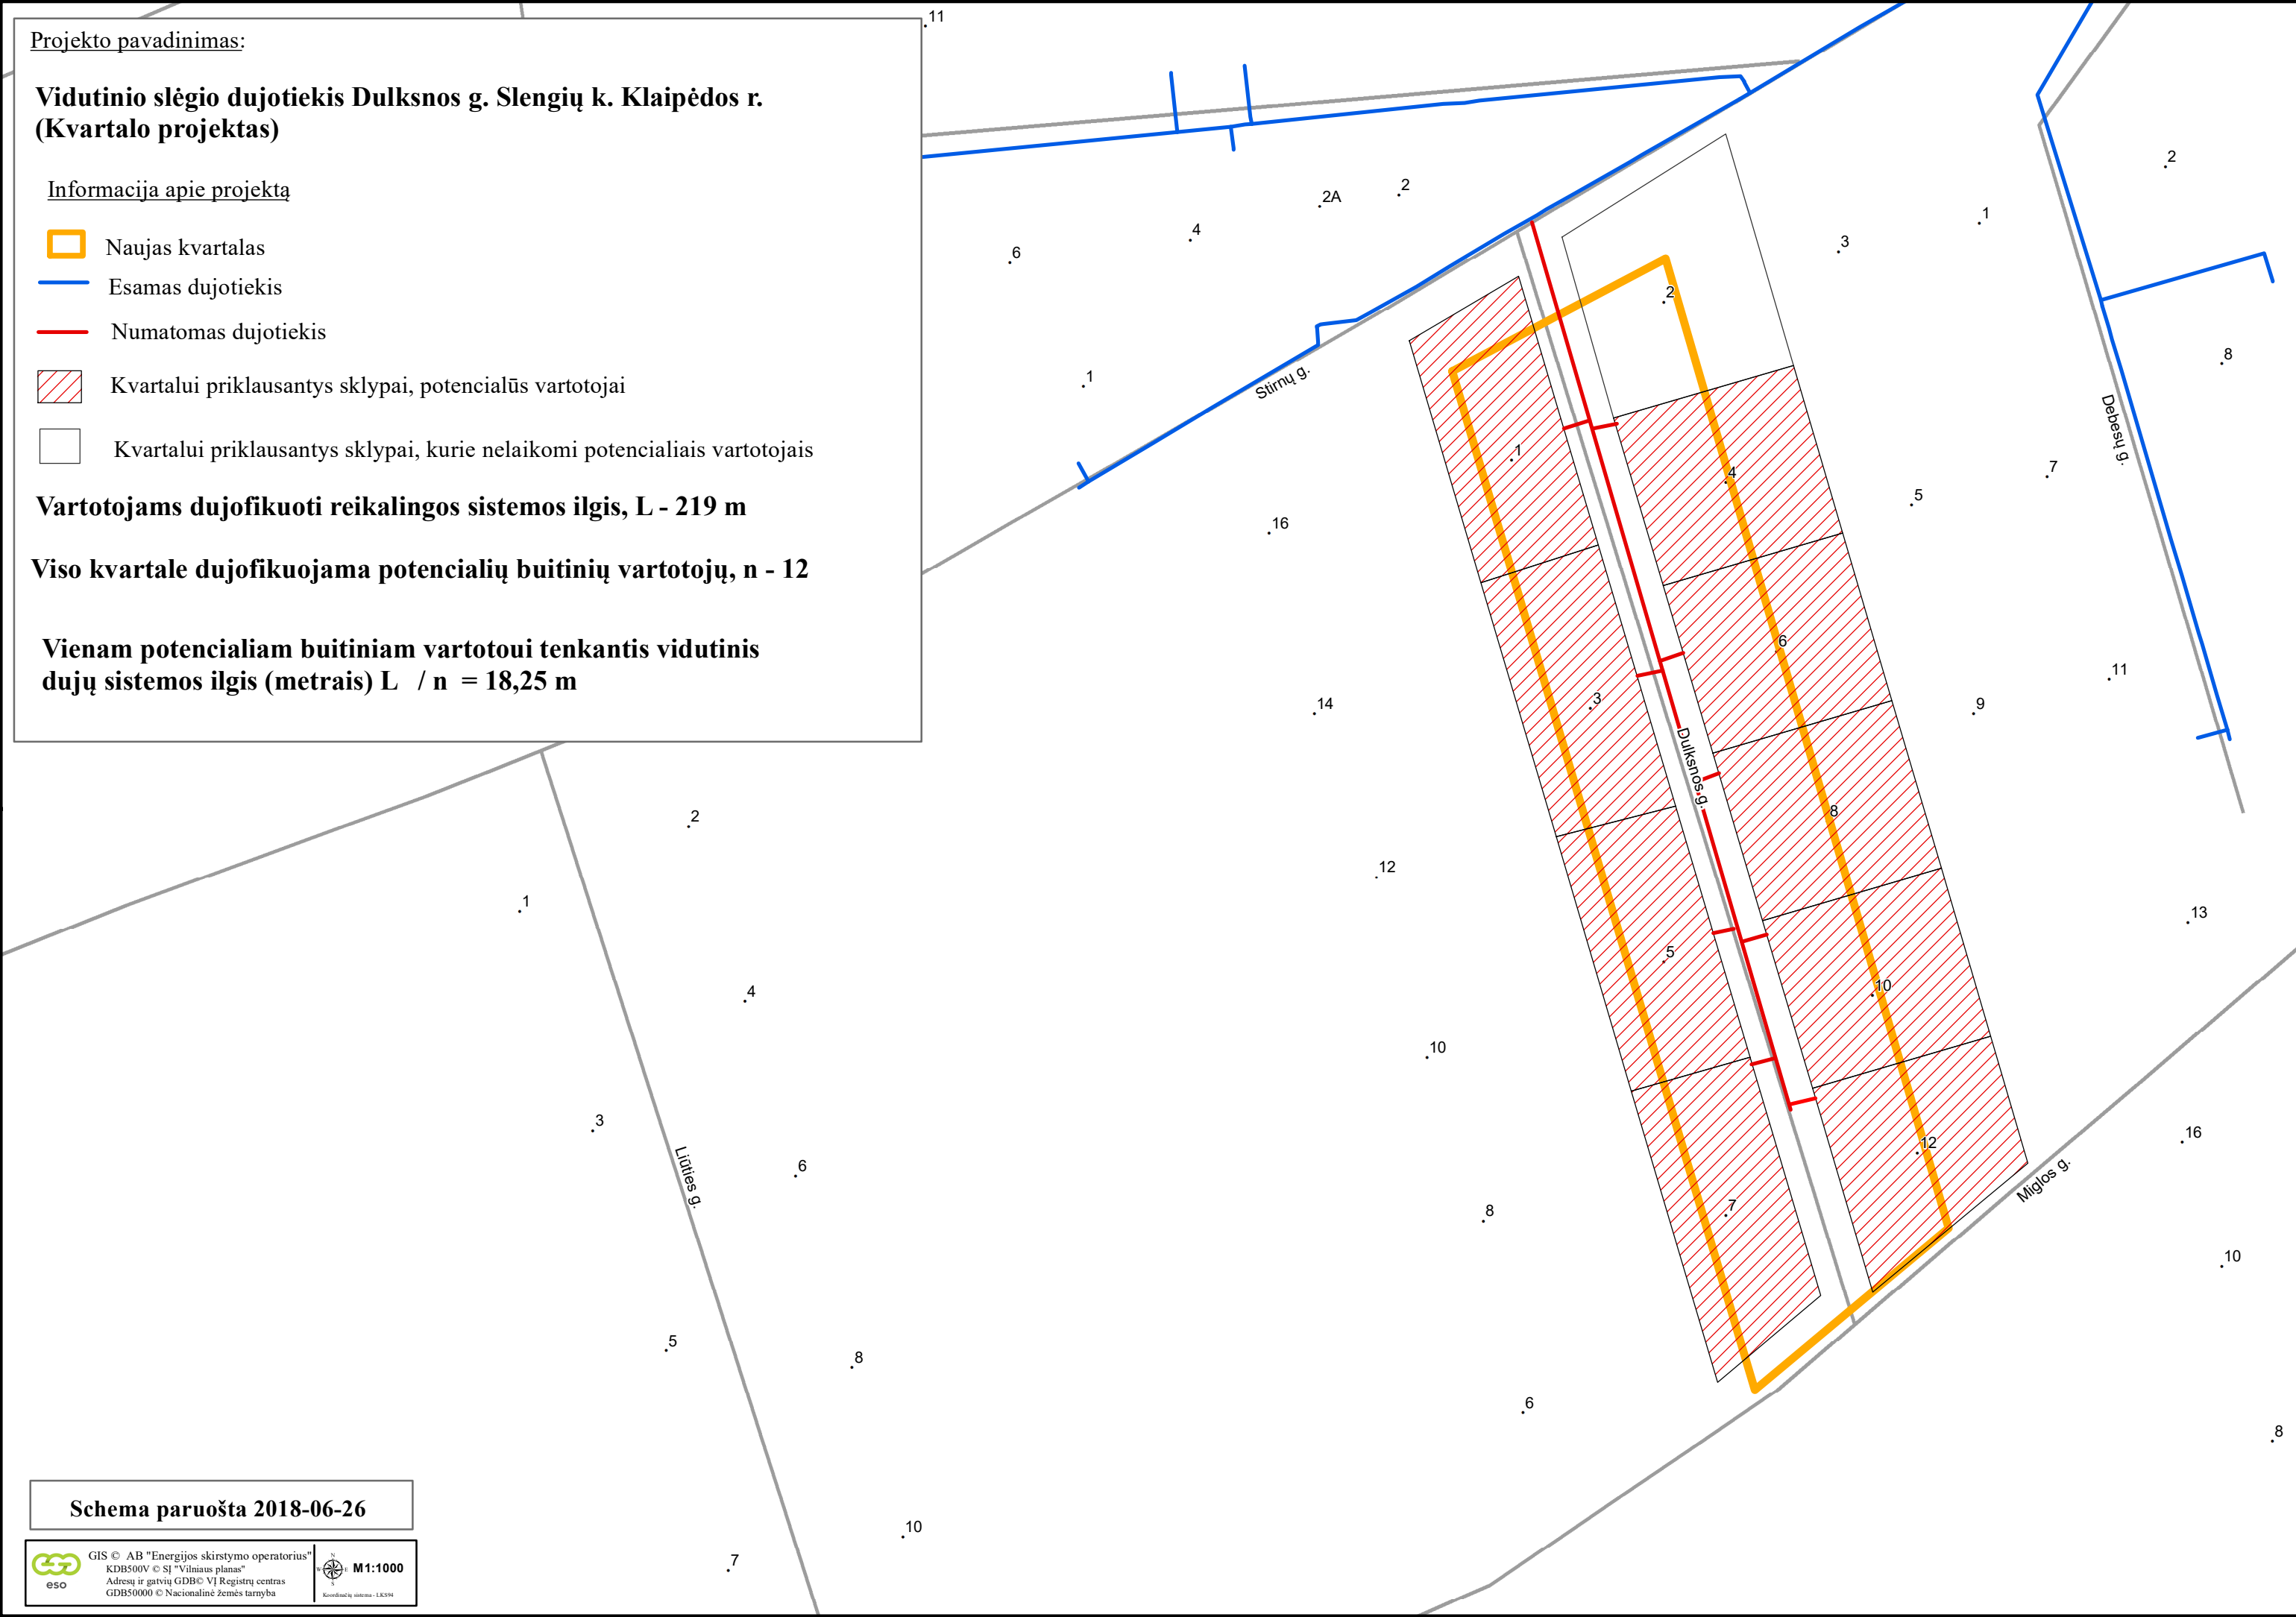 Projekto pavadinimas:
Vidutinio slėgio dujotiekis Dulksnos g. Slengių k. Klaipėdos r.
(Kvartalo projektas)
Informacija apie projektą
Naujas kvartalas
Esamas dujotiekis
Numatomas dujotiekis
Kvartalui priklausantys sklypai, potencialūs vartotojai
Kvartalui priklausantys sklypai, kurie nelaikomi potencialiais vartotojais
Vartotojams dujofikuoti reikalingos sistemos ilgis, L - 219 m
Viso kvartale dujofikuojama potencialių buitinių vartotojų, n - 12
Vienam potencialiam buitiniam vartotoui tenkantis vidutinis
dujų sistemos ilgis (metrais) L / n = 18,25 m
11
2A
2
4
6
1
Stirnų g.
16
14
12
10
8
6
2
1
3
5
7
4
6
8
10
12
Dulksnos g.
3
1
2
5
7
8
9
11
13
Debesų g.
16
Miglos g.
10
8
2
1
4
3
6
Liūties g.
5
8
10
7
Schema paruošta 2018-06-26
eso
GIS © AB "Energijos skirstymo operatorius"
KDB500V © SĮ "Vilniaus planas"
Adresų ir gatvių GDB© VĮ Registrų centras
GDB50000 © Nacionalinė žemės tarnyba
N
W
E
S
M1:1000
Koordinačių sistema - LKS94